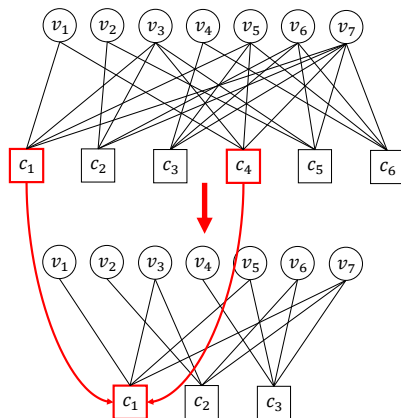 v₁ v₂ v₃ v₄ v₅ v₆ v₇
c₁ c₂ c₃ c₄ c₅ c₆
v₁ v₂ v₃ v₄ v₅ v₆ v₇
c₁ c₂ c₃